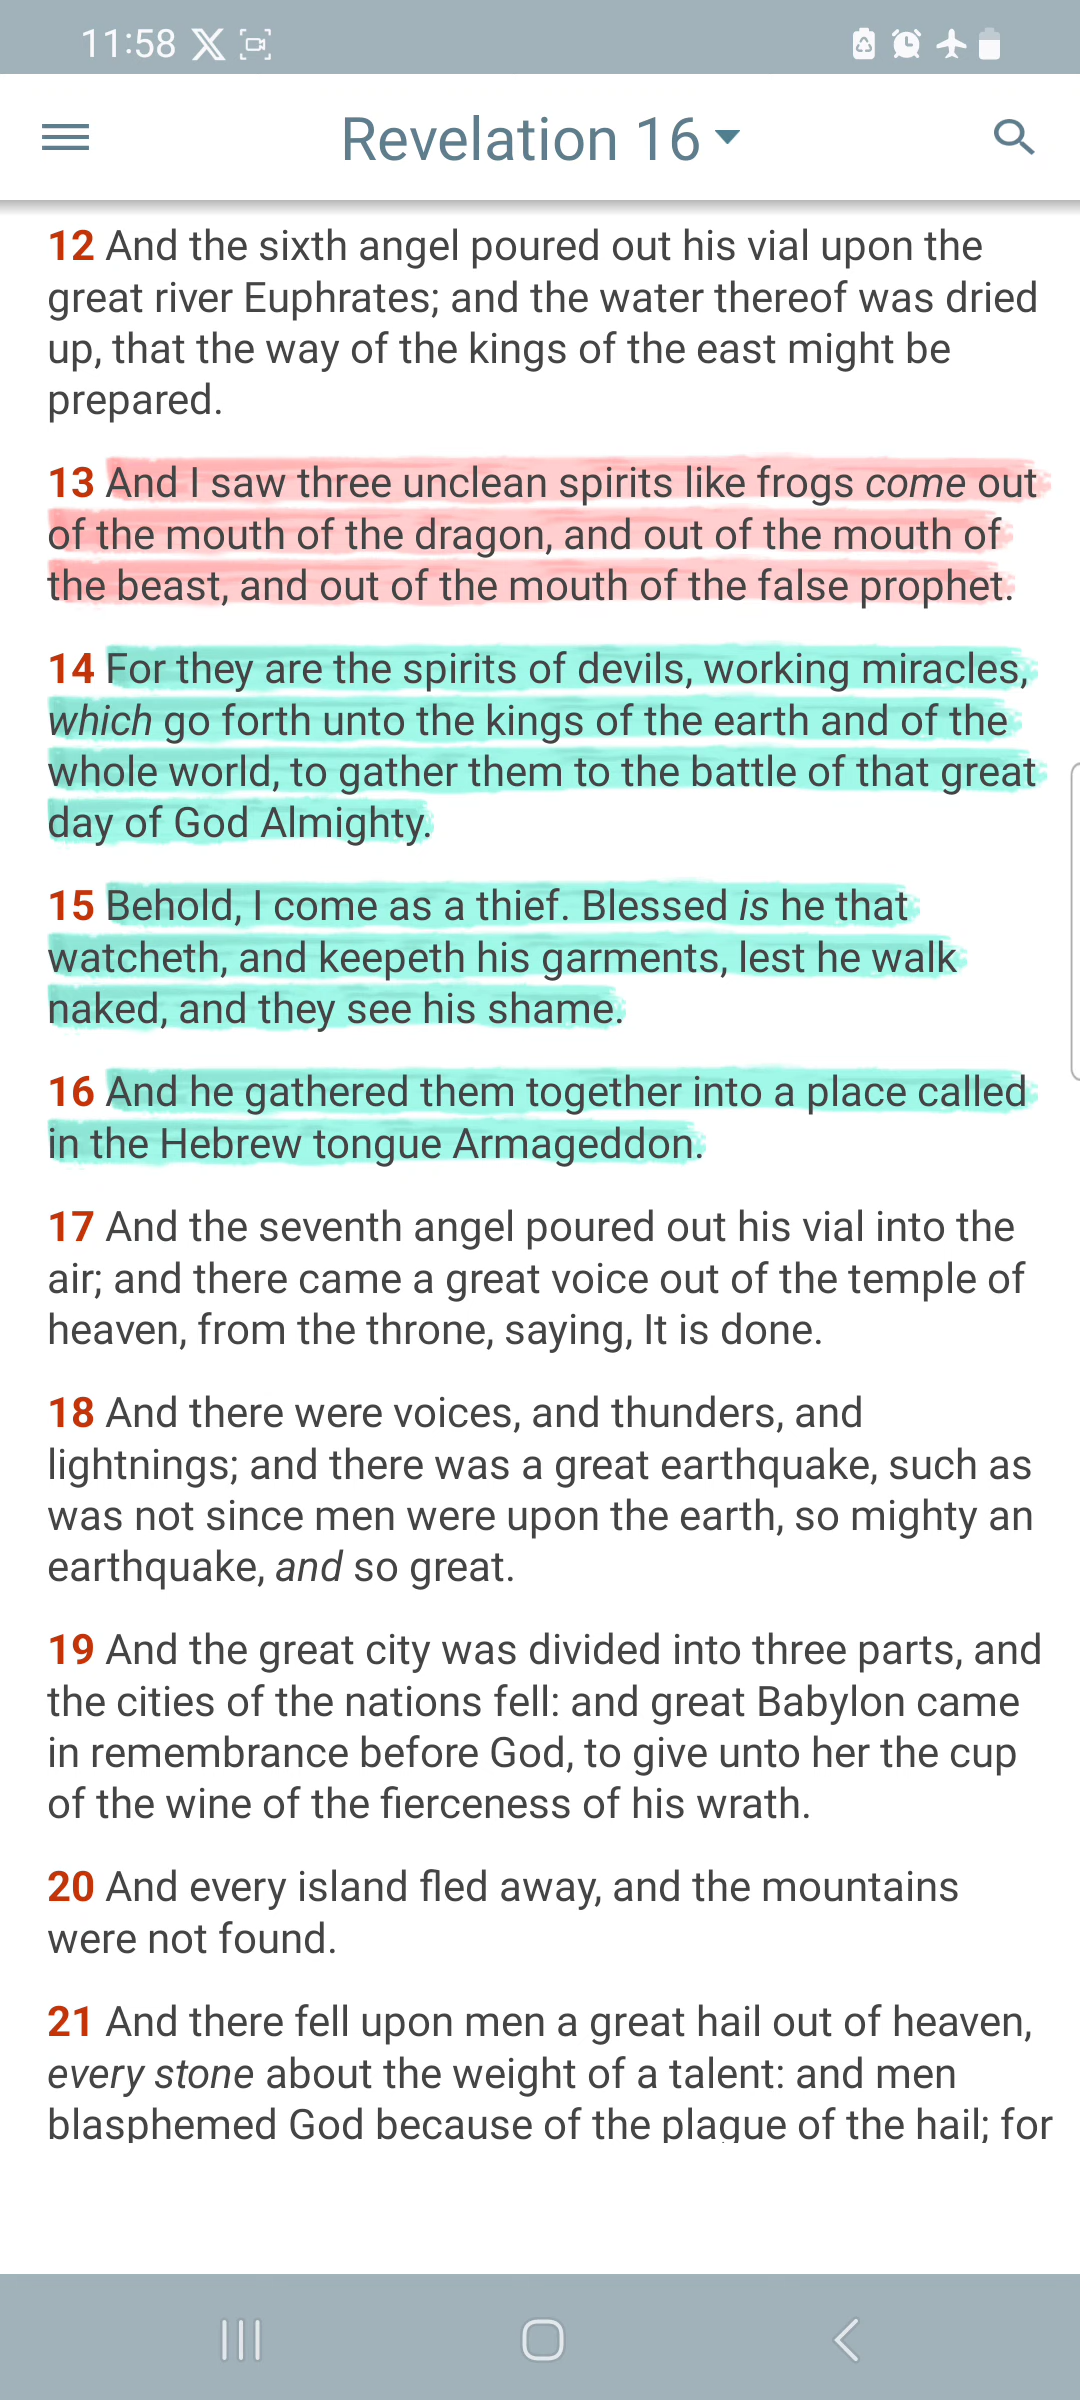 11:58
Revelation 16
12 And the sixth angel poured out his vial upon the
great river Euphrates; and the water thereof was dried
up, that the way of the kings of the east might be
prepared.
13 And I saw three unclean spirits like frogs come out
of the mouth of the dragon, and out of the mouth of
the beast, and out of the mouth of the false prophet.
14 For they are the spirits of devils, working miracles,
which go forth unto the kings of the earth and of the
whole world, to gather them to the battle of that great
day of God Almighty.
15 Behold, I come as a thief. Blessed is he that
watcheth, and keepeth his garments, lest he walk
naked, and they see his shame.
16 And he gathered them together into a place called
in the Hebrew tongue Armageddon.
17 And the seventh angel poured out his vial into the
air; and there came a great voice out of the temple of
heaven, from the throne, saying, It is done.
18 And there were voices, and thunders, and
lightnings; and there was a great earthquake, such as
was not since men were upon the earth, so mighty an
earthquake, and so great.
19 And the great city was divided into three parts, and
the cities of the nations fell: and great Babylon came
in remembrance before God, to give unto her the cup
of the wine of the fierceness of his wrath.
20 And every island fled away, and the mountains
were not found.
21 And there fell upon men a great hail out of heaven,
every stone about the weight of a talent: and men
blasphemed God because of the plague of the hail; for